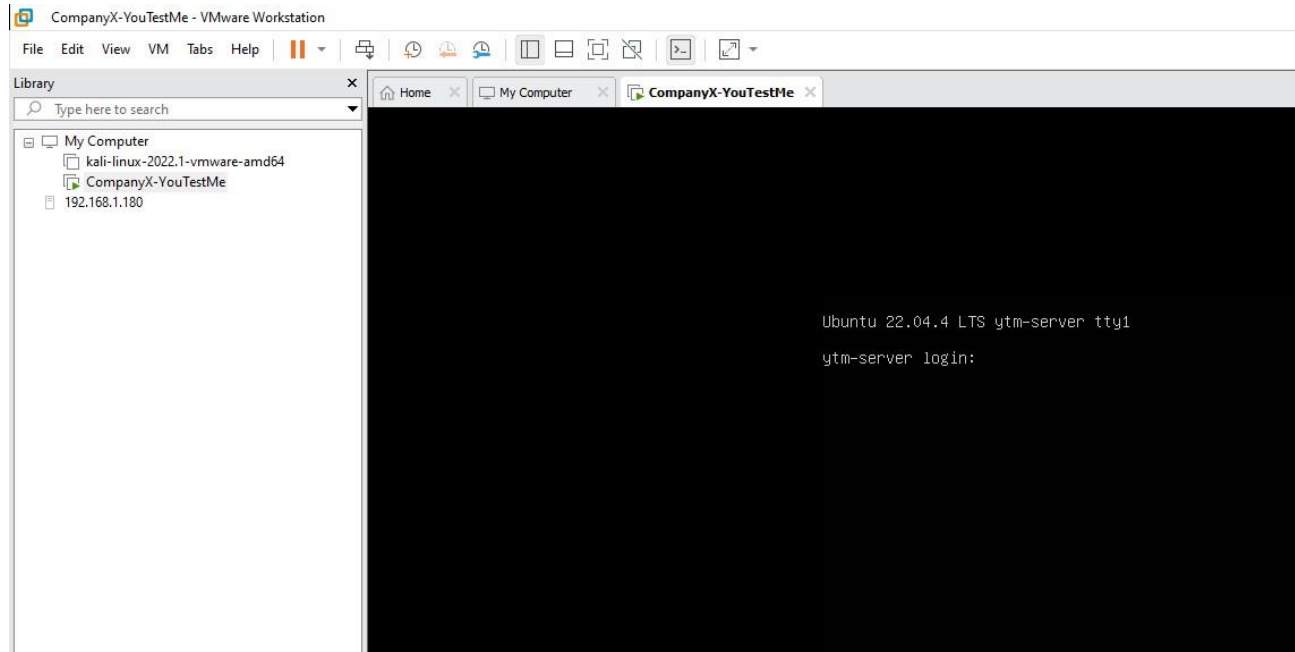 CompanyX-YouTestMe - VMware Workstation
File Edit View VM Tabs Help
Library
Type here to search
My Computer
kali-linux-2022.1-vmware-amd64
CompanyX-YouTestMe
192.168.1.180
Home My Computer CompanyX-YouTestMe
Ubuntu 22.04.4 LTS ytm-server tty1
ytm-server login: